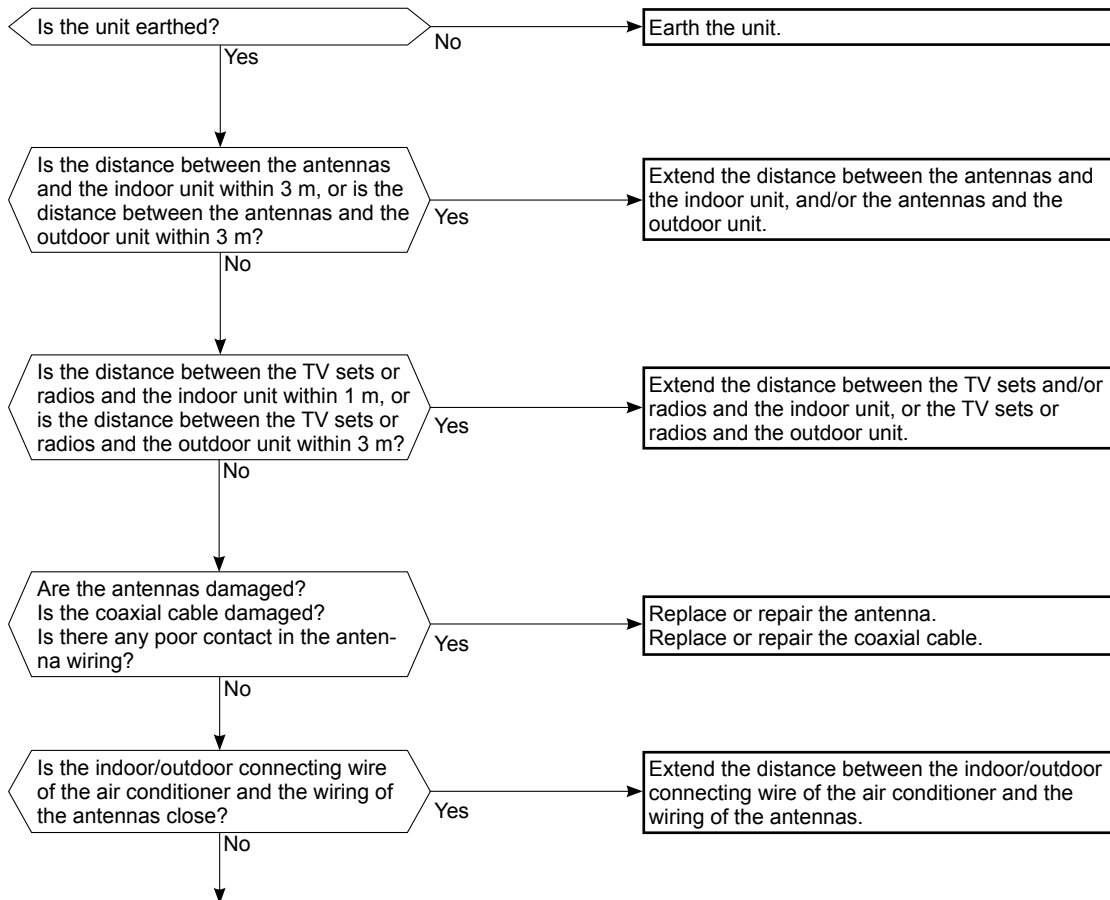 Is the unit earthed?
No
Earth the unit.
Yes
Is the distance between the antennas
and the indoor unit within 3 m, or is the
distance between the antennas and the
outdoor unit within 3 m?
Yes
Extend the distance between the antennas and
the indoor unit, and/or the antennas and the
outdoor unit.
No
Is the distance between the TV sets or
radios and the indoor unit within 1 m, or
is the distance between the TV sets or
radios and the outdoor unit within 3 m?
Yes
Extend the distance between the TV sets and/or
radios and the indoor unit, or the TV sets or
radios and the outdoor unit.
No
Are the antennas damaged?
Is the coaxial cable damaged?
Is there any poor contact in the anten-
na wiring?
Yes
Replace or repair the antenna.
Replace or repair the coaxial cable.
No
Is the indoor/outdoor connecting wire
of the air conditioner and the wiring of
the antennas close?
Yes
Extend the distance between the indoor/outdoor
connecting wire of the air conditioner and the
wiring of the antennas.
No